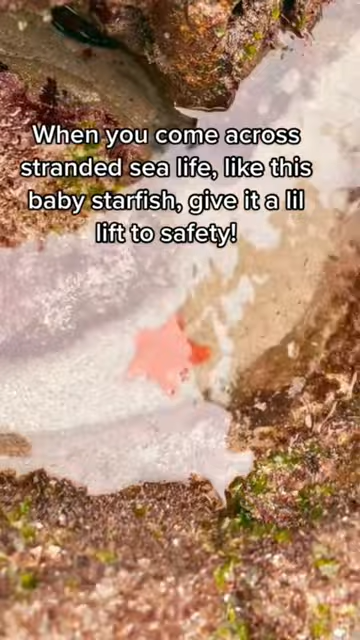 When you come across
stranded sea life, like this
baby starfish, give it a lil
lift to safety!